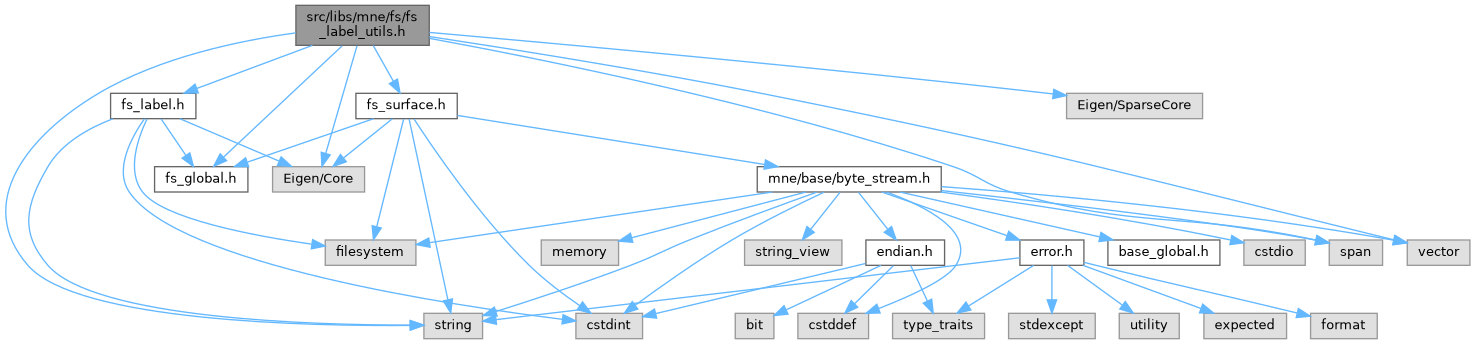 src/libs/mne/fs/fs
_label_utils.h
fs_label.h
fs_surface.h
Eigen/SparseCore
fs_global.h
Eigen/Core
mne/base/byte_stream.h
filesystem
memory
string_view
endian.h
error.h
base_global.h
cstdio
span
vector
string
cstdint
bit
cstddef
type_traits
stdexcept
utility
expected
format